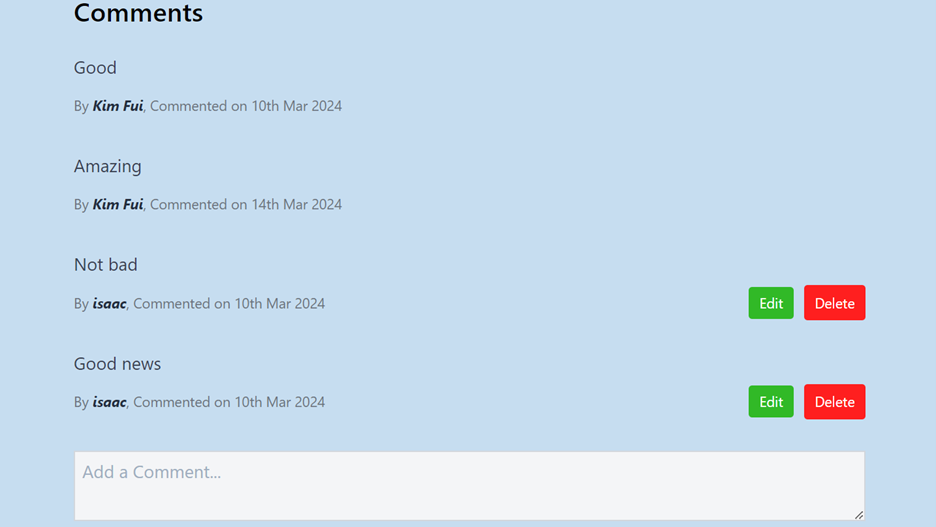 Comments
Good
By Kim Fui, Commented on 10th Mar 2024
Amazing
By Kim Fui, Commented on 14th Mar 2024
Not bad
By isaac, Commented on 10th Mar 2024
Edit Delete
Good news
By isaac, Commented on 10th Mar 2024
Edit Delete
Add a Comment...